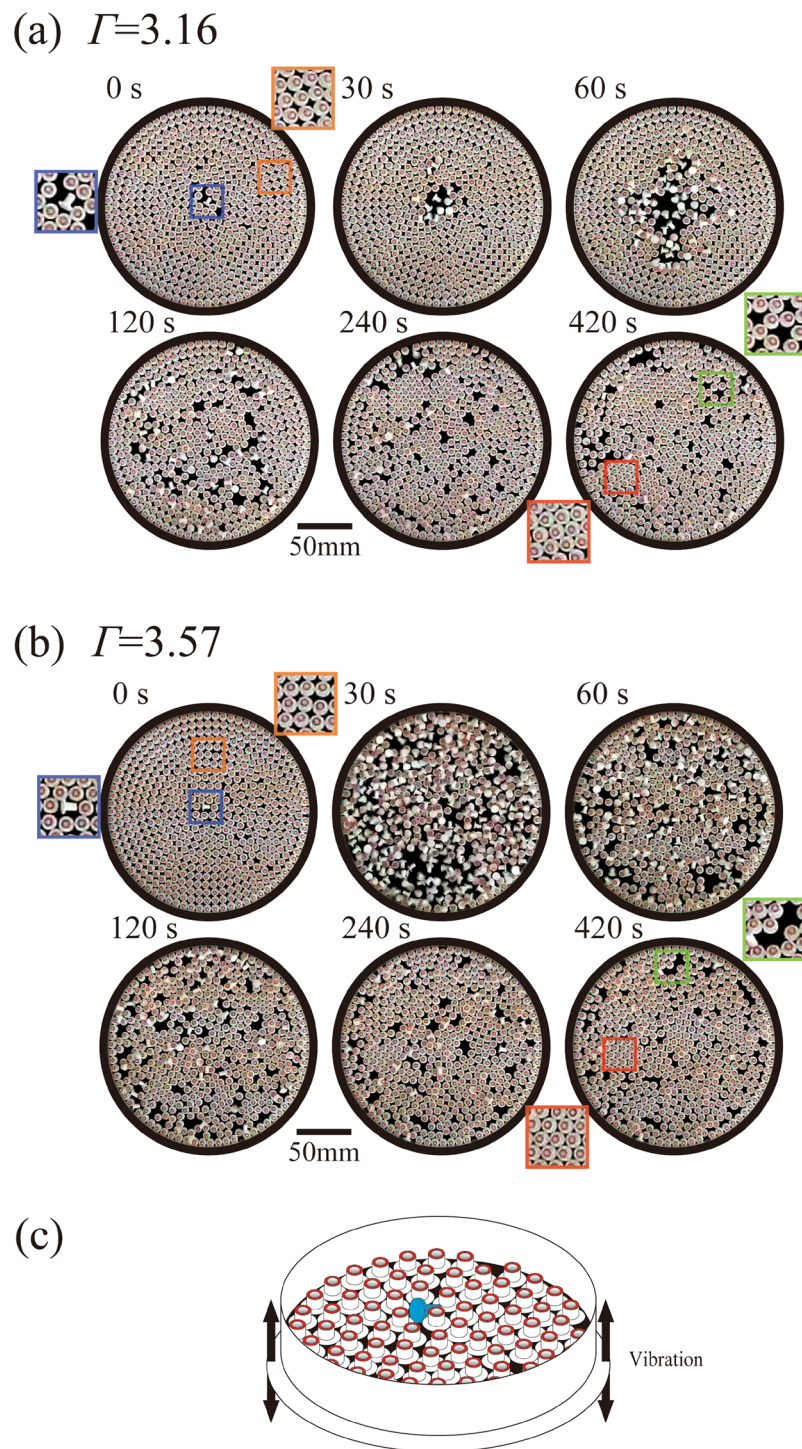 (a) Γ=3.16
0 s 30 s 60 s
120 s 240 s 420 s
50mm
(b) Γ=3.57
0 s 30 s 60 s
120 s 240 s 420 s
50mm
(c)
Vibration